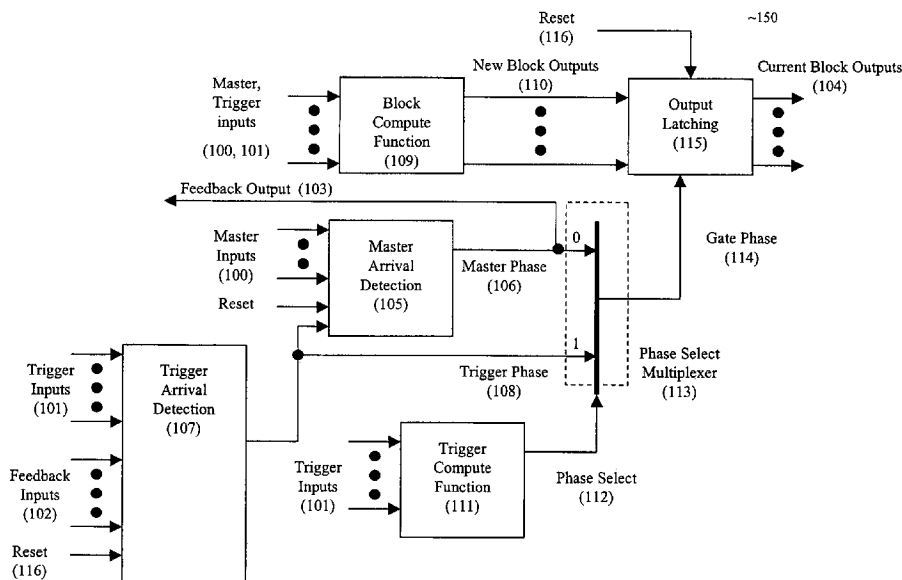 Reset
(116)
~150
New Block Outputs
(110)
Current Block Outputs
(104)
Master,
Trigger
inputs
(100, 101)
Block
Compute
Function
(109)
Output
Latching
(115)
Feedback Output (103)
Master
Inputs
(100)
Reset
Master
Arrival
Detection
(105)
Master Phase
(106)
0
Gate Phase
(114)
1
Trigger Phase
(108)
Phase Select
Multiplexer
(113)
Trigger
Inputs
(101)
Trigger
Arrival
Detection
(107)
Feedback
Inputs
(102)
Reset
(116)
Trigger
Inputs
(101)
Trigger
Compute
Function
(111)
Phase Select
(112)